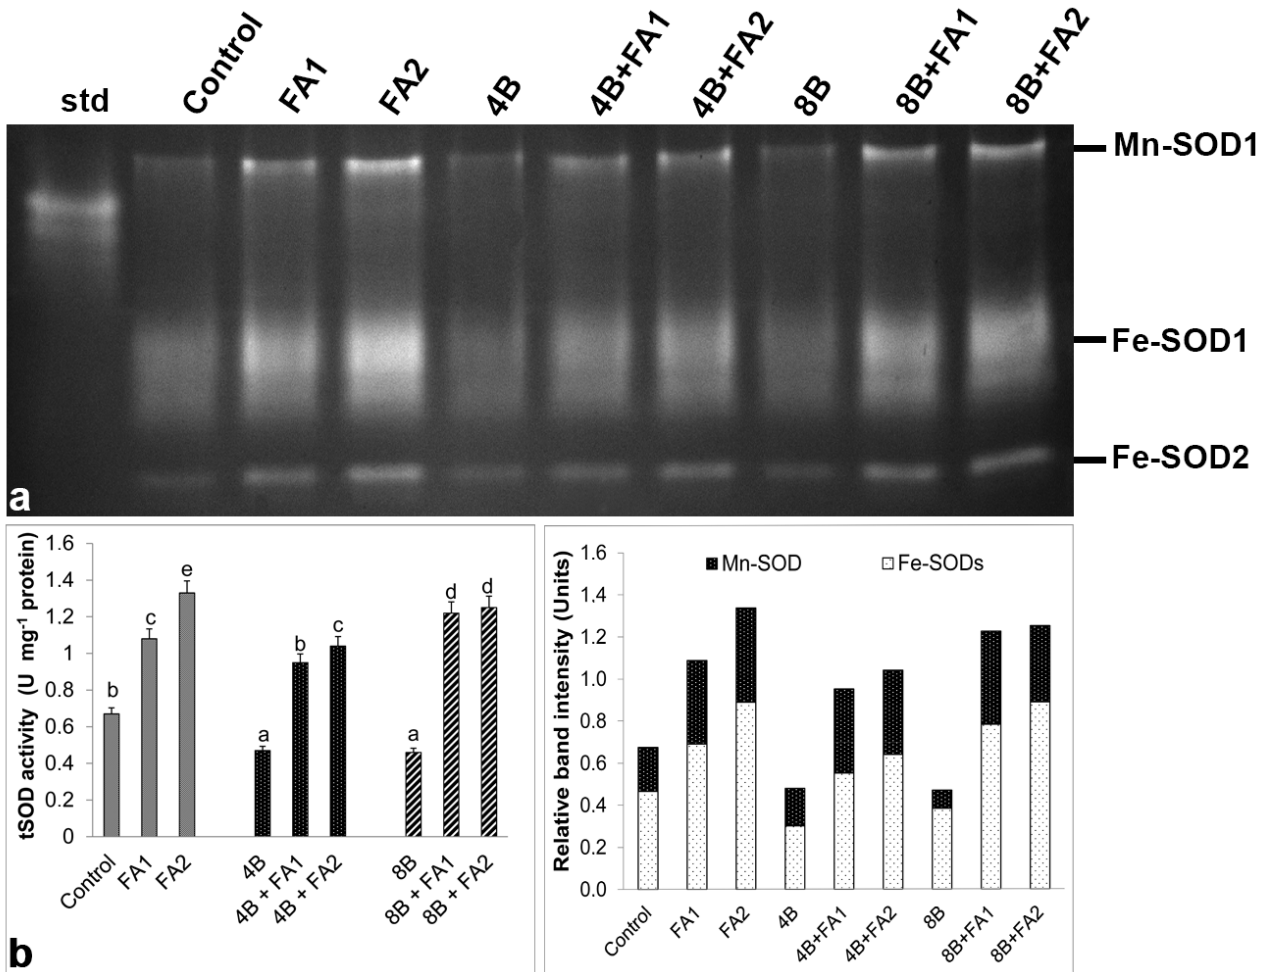 std
Control
FA1
FA2
4B
4B+FA1
4B+FA2
8B
8B+FA1
8B+FA2
Mn-SOD1
Fe-SOD1
Fe-SOD2
a
tSOD activity (U mg⁻¹ protein)
1.6
1.4
1.2
1
0.8
0.6
0.4
0.2
0
b
c
e
a
b
c
a
d
d
Control
FA1
FA2
4B
4B + FA1
4B + FA2
8B
8B + FA1
8B + FA2
b
Relative band intensity (Units)
1.6
1.4
1.2
1.0
0.8
0.6
0.4
0.2
0.0
Mn-SOD
Fe-SODs
Control
FA1
FA2
4B
4B+FA1
4B+FA2
8B
8B+FA1
8B+FA2